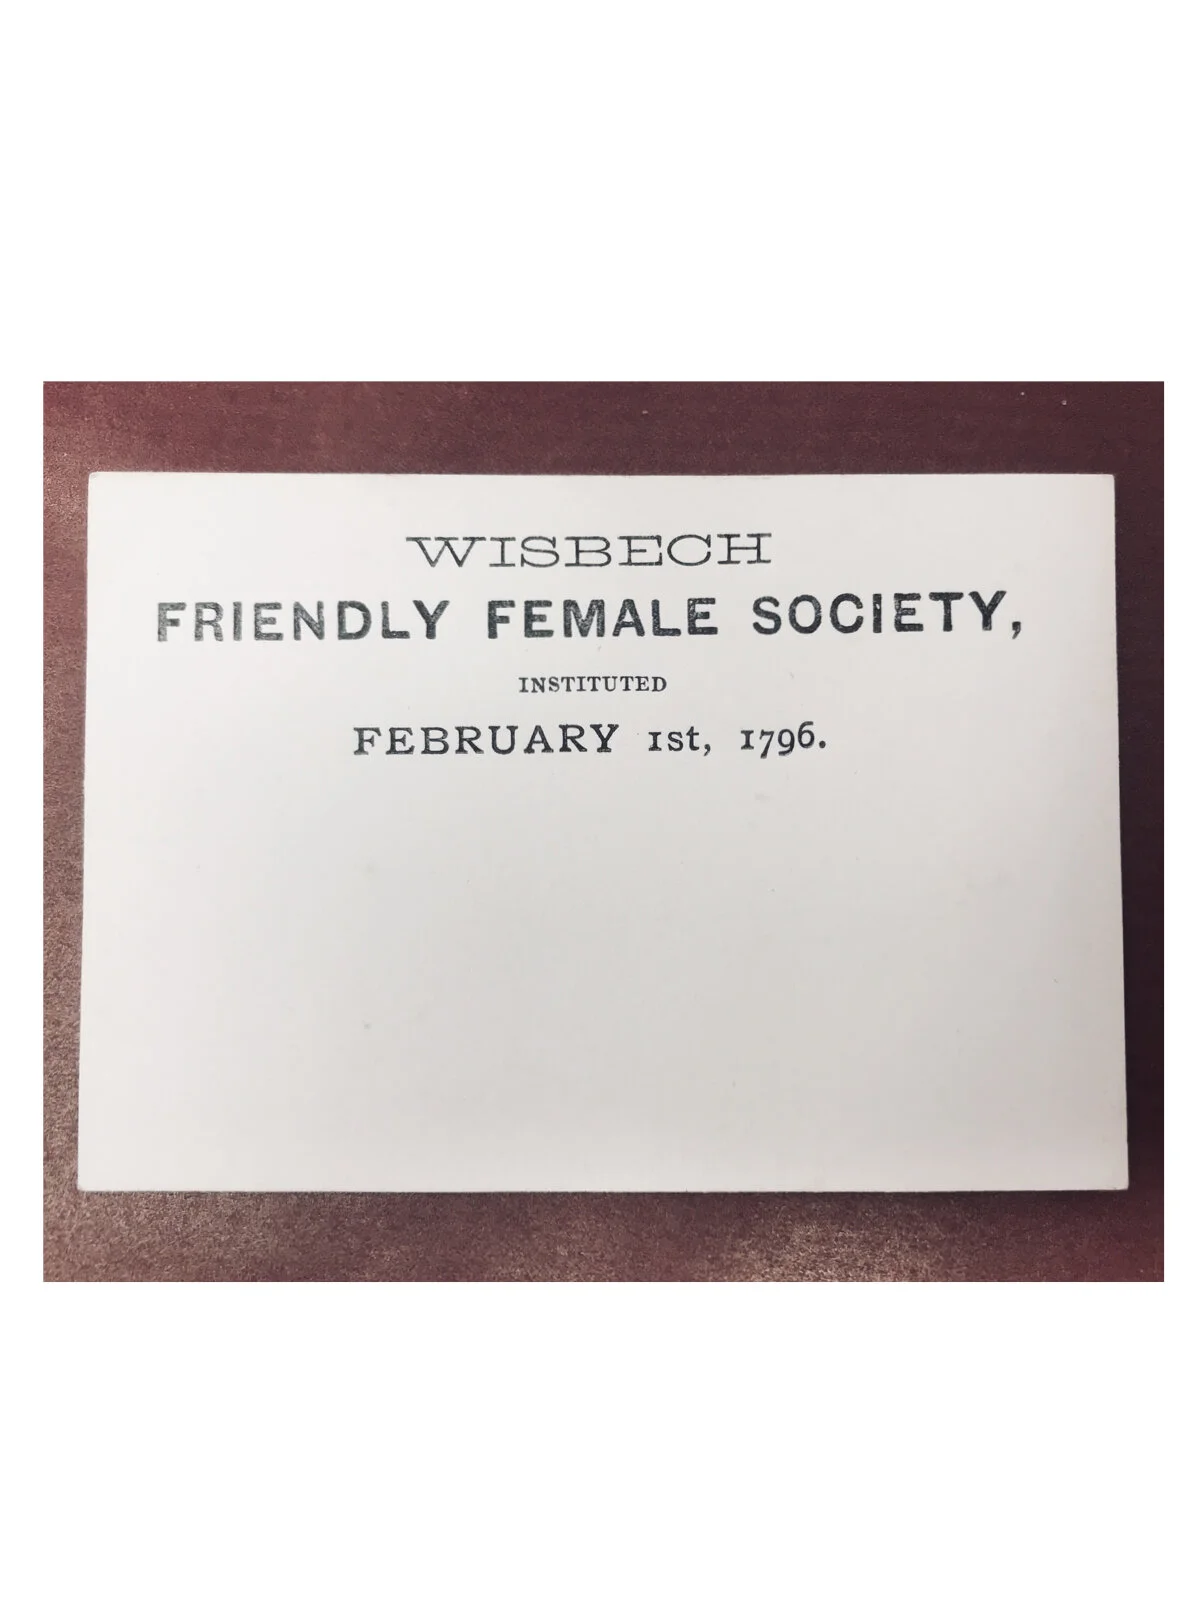 WISBECH
FRIENDLY FEMALE SOCIETY,
INSTITUTED
FEBRUARY 1st, 1796.